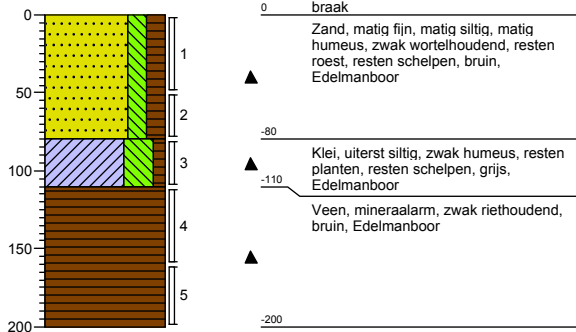 0
50
100
150
200
1
2
3
4
5
0 braak
Zand, matig fijn, matig siltig, matig
humeus, zwak wortelhoudend, resten
roest, resten schelpen, bruin,
Edelmanboor
-80
Klei, uiterst siltig, zwak humeus, resten
planten, resten schelpen, grijs,
Edelmanboor
-110
Veen, mineraalarm, zwak riethoudend,
bruin, Edelmanboor
-200